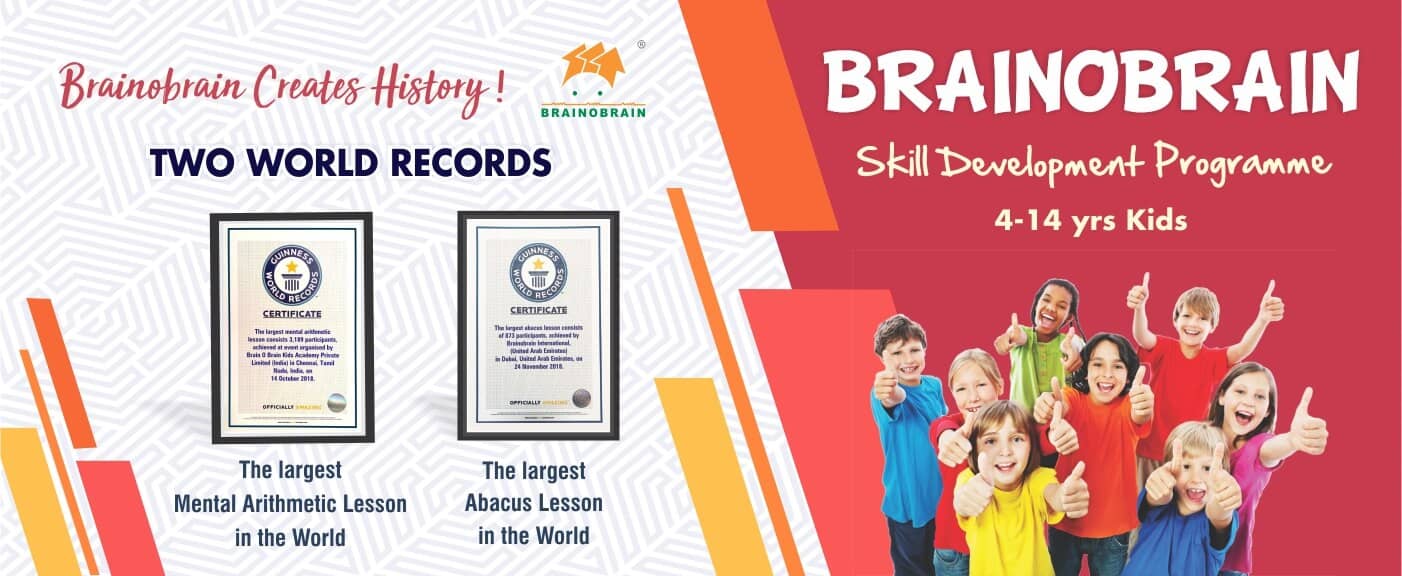 Brainobrain Creates History !
®
BRAINOBRAIN
TWO WORLD RECORDS
GUINNESS
WORLD RECORDS
CERTIFICATE
The largest mental arithmetic
lesson consists 3,189 participants,
achieved at event organised by
Brain O Brain Kids Academy Private
Limited (India) in Chennai, Tamil
Nadu, India, on
14 October 2018.
OFFICIALLY AMAZING
The largest
Mental Arithmetic Lesson
in the World
GUINNESS
WORLD RECORDS
CERTIFICATE
The largest abacus lesson consists
of 873 participants, achieved by
Brainobrain International,
(United Arab Emirates)
in Dubai, United Arab Emirates, on
24 November 2018.
OFFICIALLY AMAZING
The largest
Abacus Lesson
in the World
BRAINOBRAIN
Skill Development Programme
4-14 yrs Kids